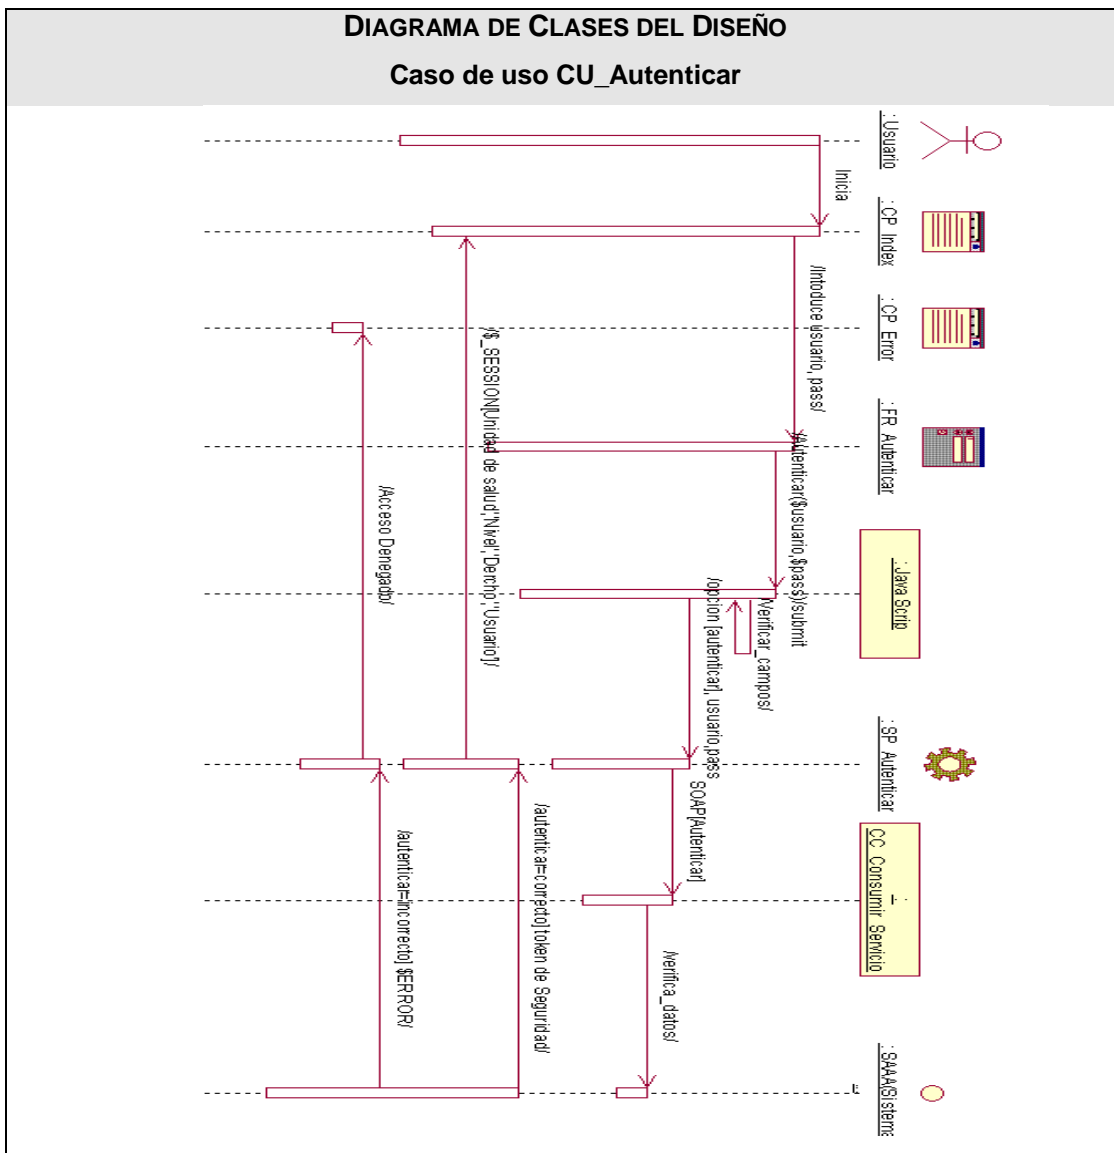 DIAGRAMA DE CLASES DEL DISEÑO
Caso de uso CU_Autenticar
: Usuario
: CP_Index
: CP_Error
: FR_Autenticar
: Java Scrip
: SP_Autenticar
:
CC_Consumir_Servicio
: SAAA(Sistema
Inicia
/Intoduce usuario, pass/
/Autenticar($usuario,$pass)/submit
/Verificar_campos/
/opcion [autenticar], usuario,pass
SOAP[Autenticar]
/verifica_datos/
/autenticar=correcto] token de Seguridad/
/$_SESSION[Unidad de salud","Nivel","Dercho","Usuario"]/
/autenticar=incorrecto] $ERROR/
/Acceso Denegado/